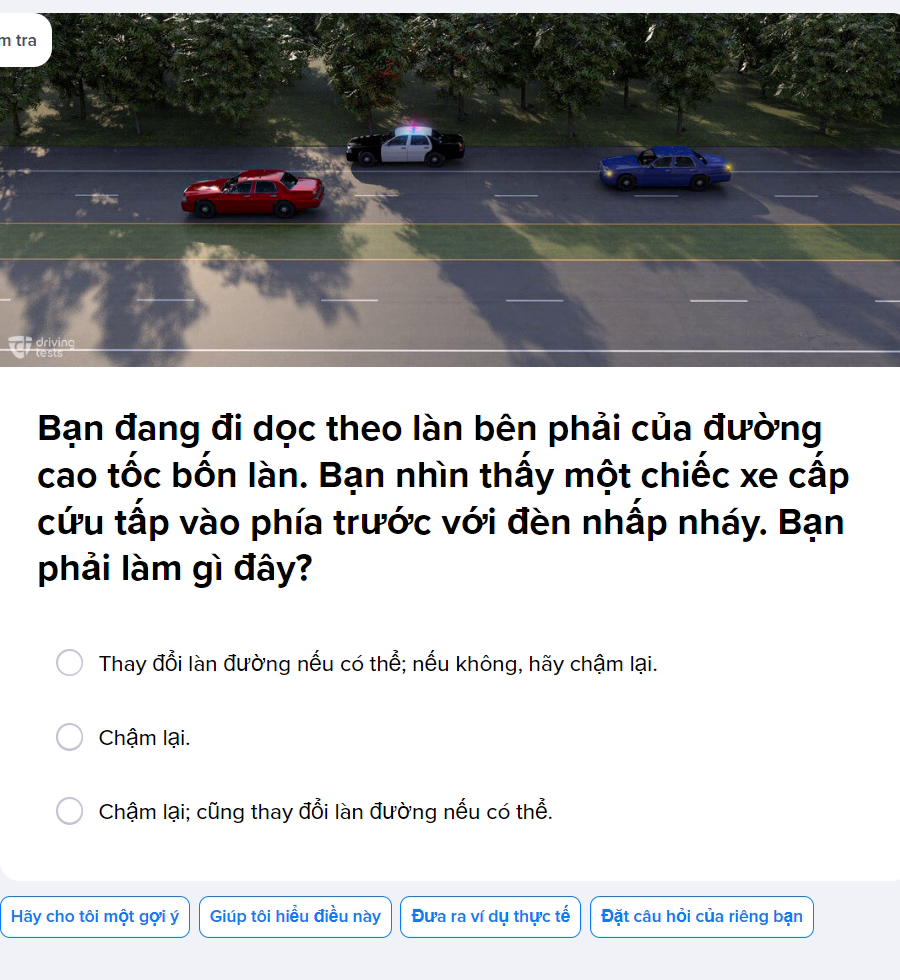 m tra
driving
tests
Bạn đang đi dọc theo làn bên phải của đường
cao tốc bốn làn. Bạn nhìn thấy một chiếc xe cấp
cứu tấp vào phía trước với đèn nhấp nháy. Bạn
phải làm gì đây?
Thay đổi làn đường nếu có thể; nếu không, hãy chậm lại.
Chậm lại.
Chậm lại; cũng thay đổi làn đường nếu có thể.
Hãy cho tôi một gợi ý
Giúp tôi hiểu điều này
Đưa ra ví dụ thực tế
Đặt câu hỏi của riêng bạn